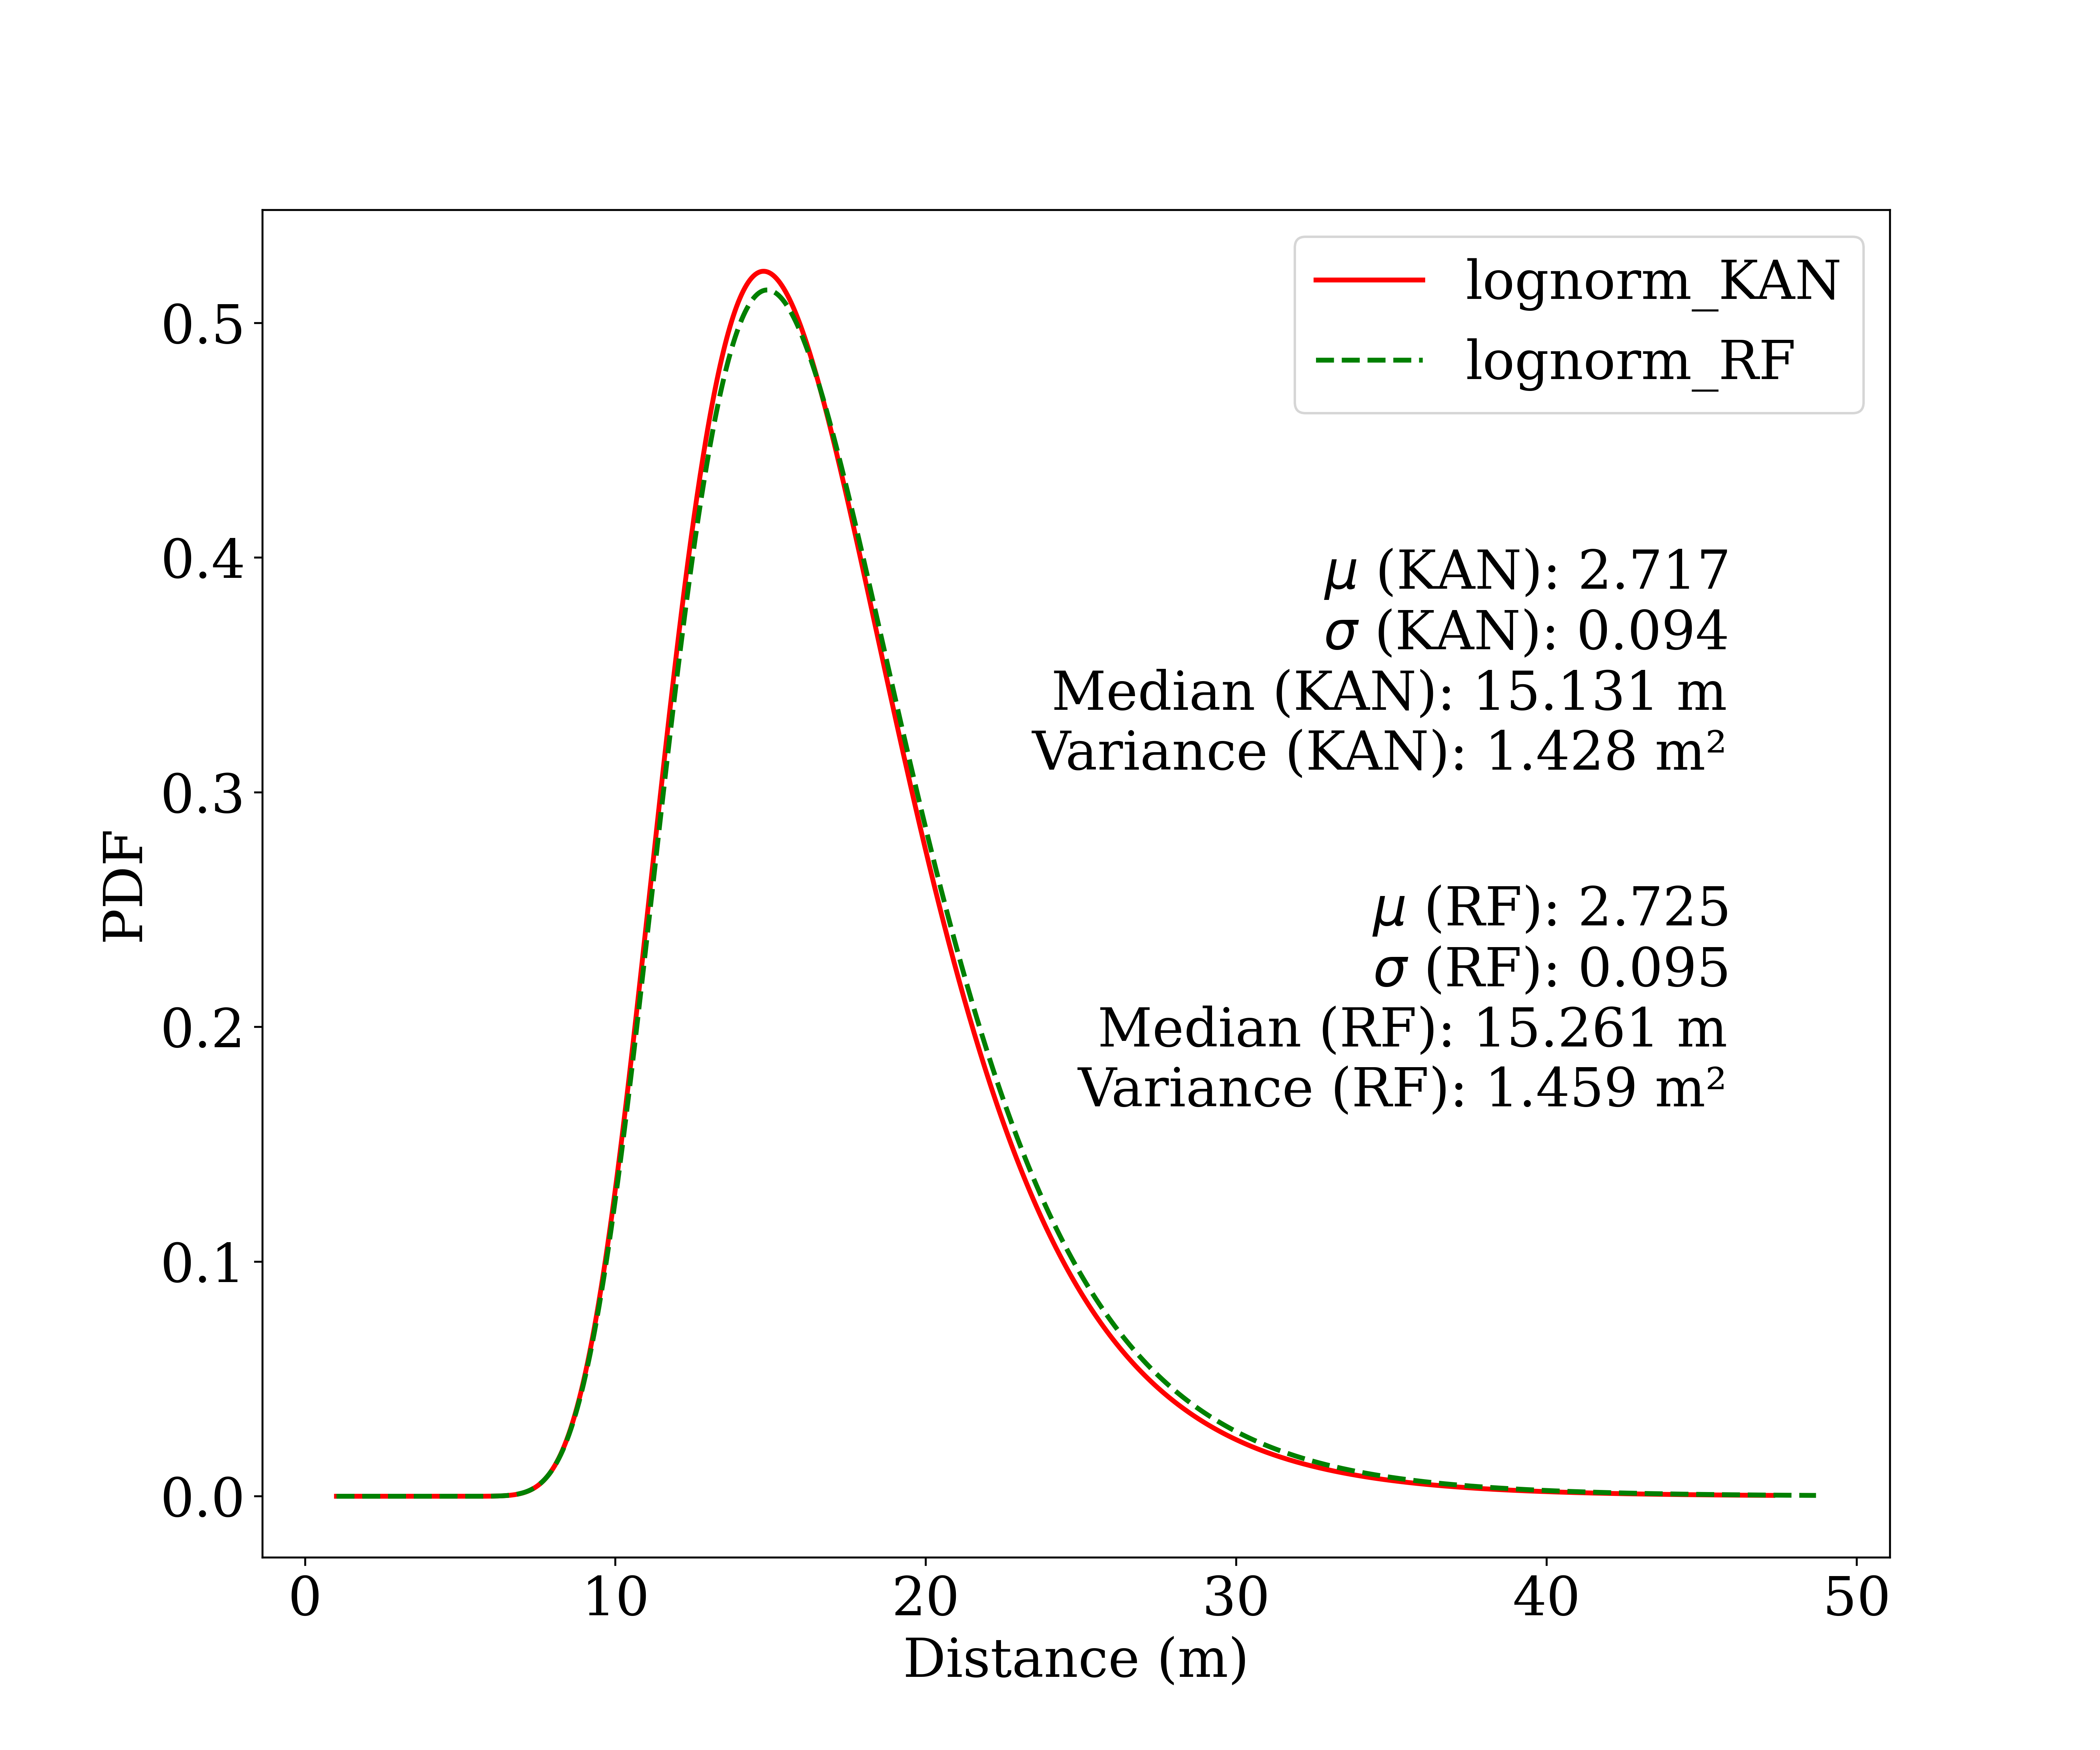 lognorm_KAN
lognorm_RF
0.5
0.4
0.3
0.2
0.1
0.0
PDF
μ (KAN): 2.717
σ (KAN): 0.094
Median (KAN): 15.131 m
Variance (KAN): 1.428 m²
μ (RF): 2.725
σ (RF): 0.095
Median (RF): 15.261 m
Variance (RF): 1.459 m²
0 10 20 30 40 50
Distance (m)